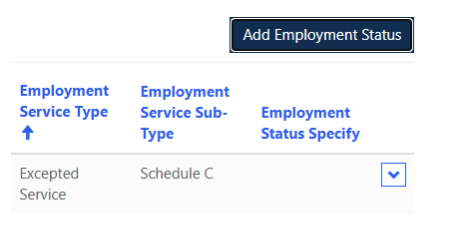 Add Employment Status
Employment
Service Type
Employment
Service Sub-
Type
Employment
Status Specify
Excepted
Service
Schedule C